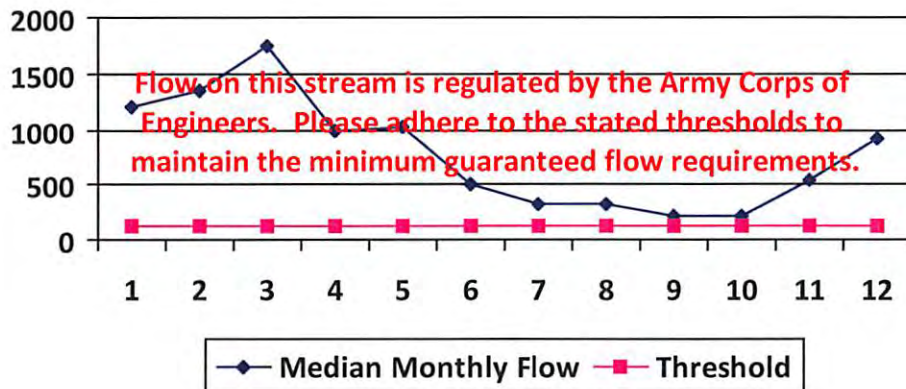 2000
1500
1000
500
0
Flow on this stream is regulated by the Army Corps of
Engineers. Please adhere to the stated thresholds to
maintain the minimum guaranteed flow requirements.
1 2 3 4 5 6 7 8 9 10 11 12
Median Monthly Flow Threshold